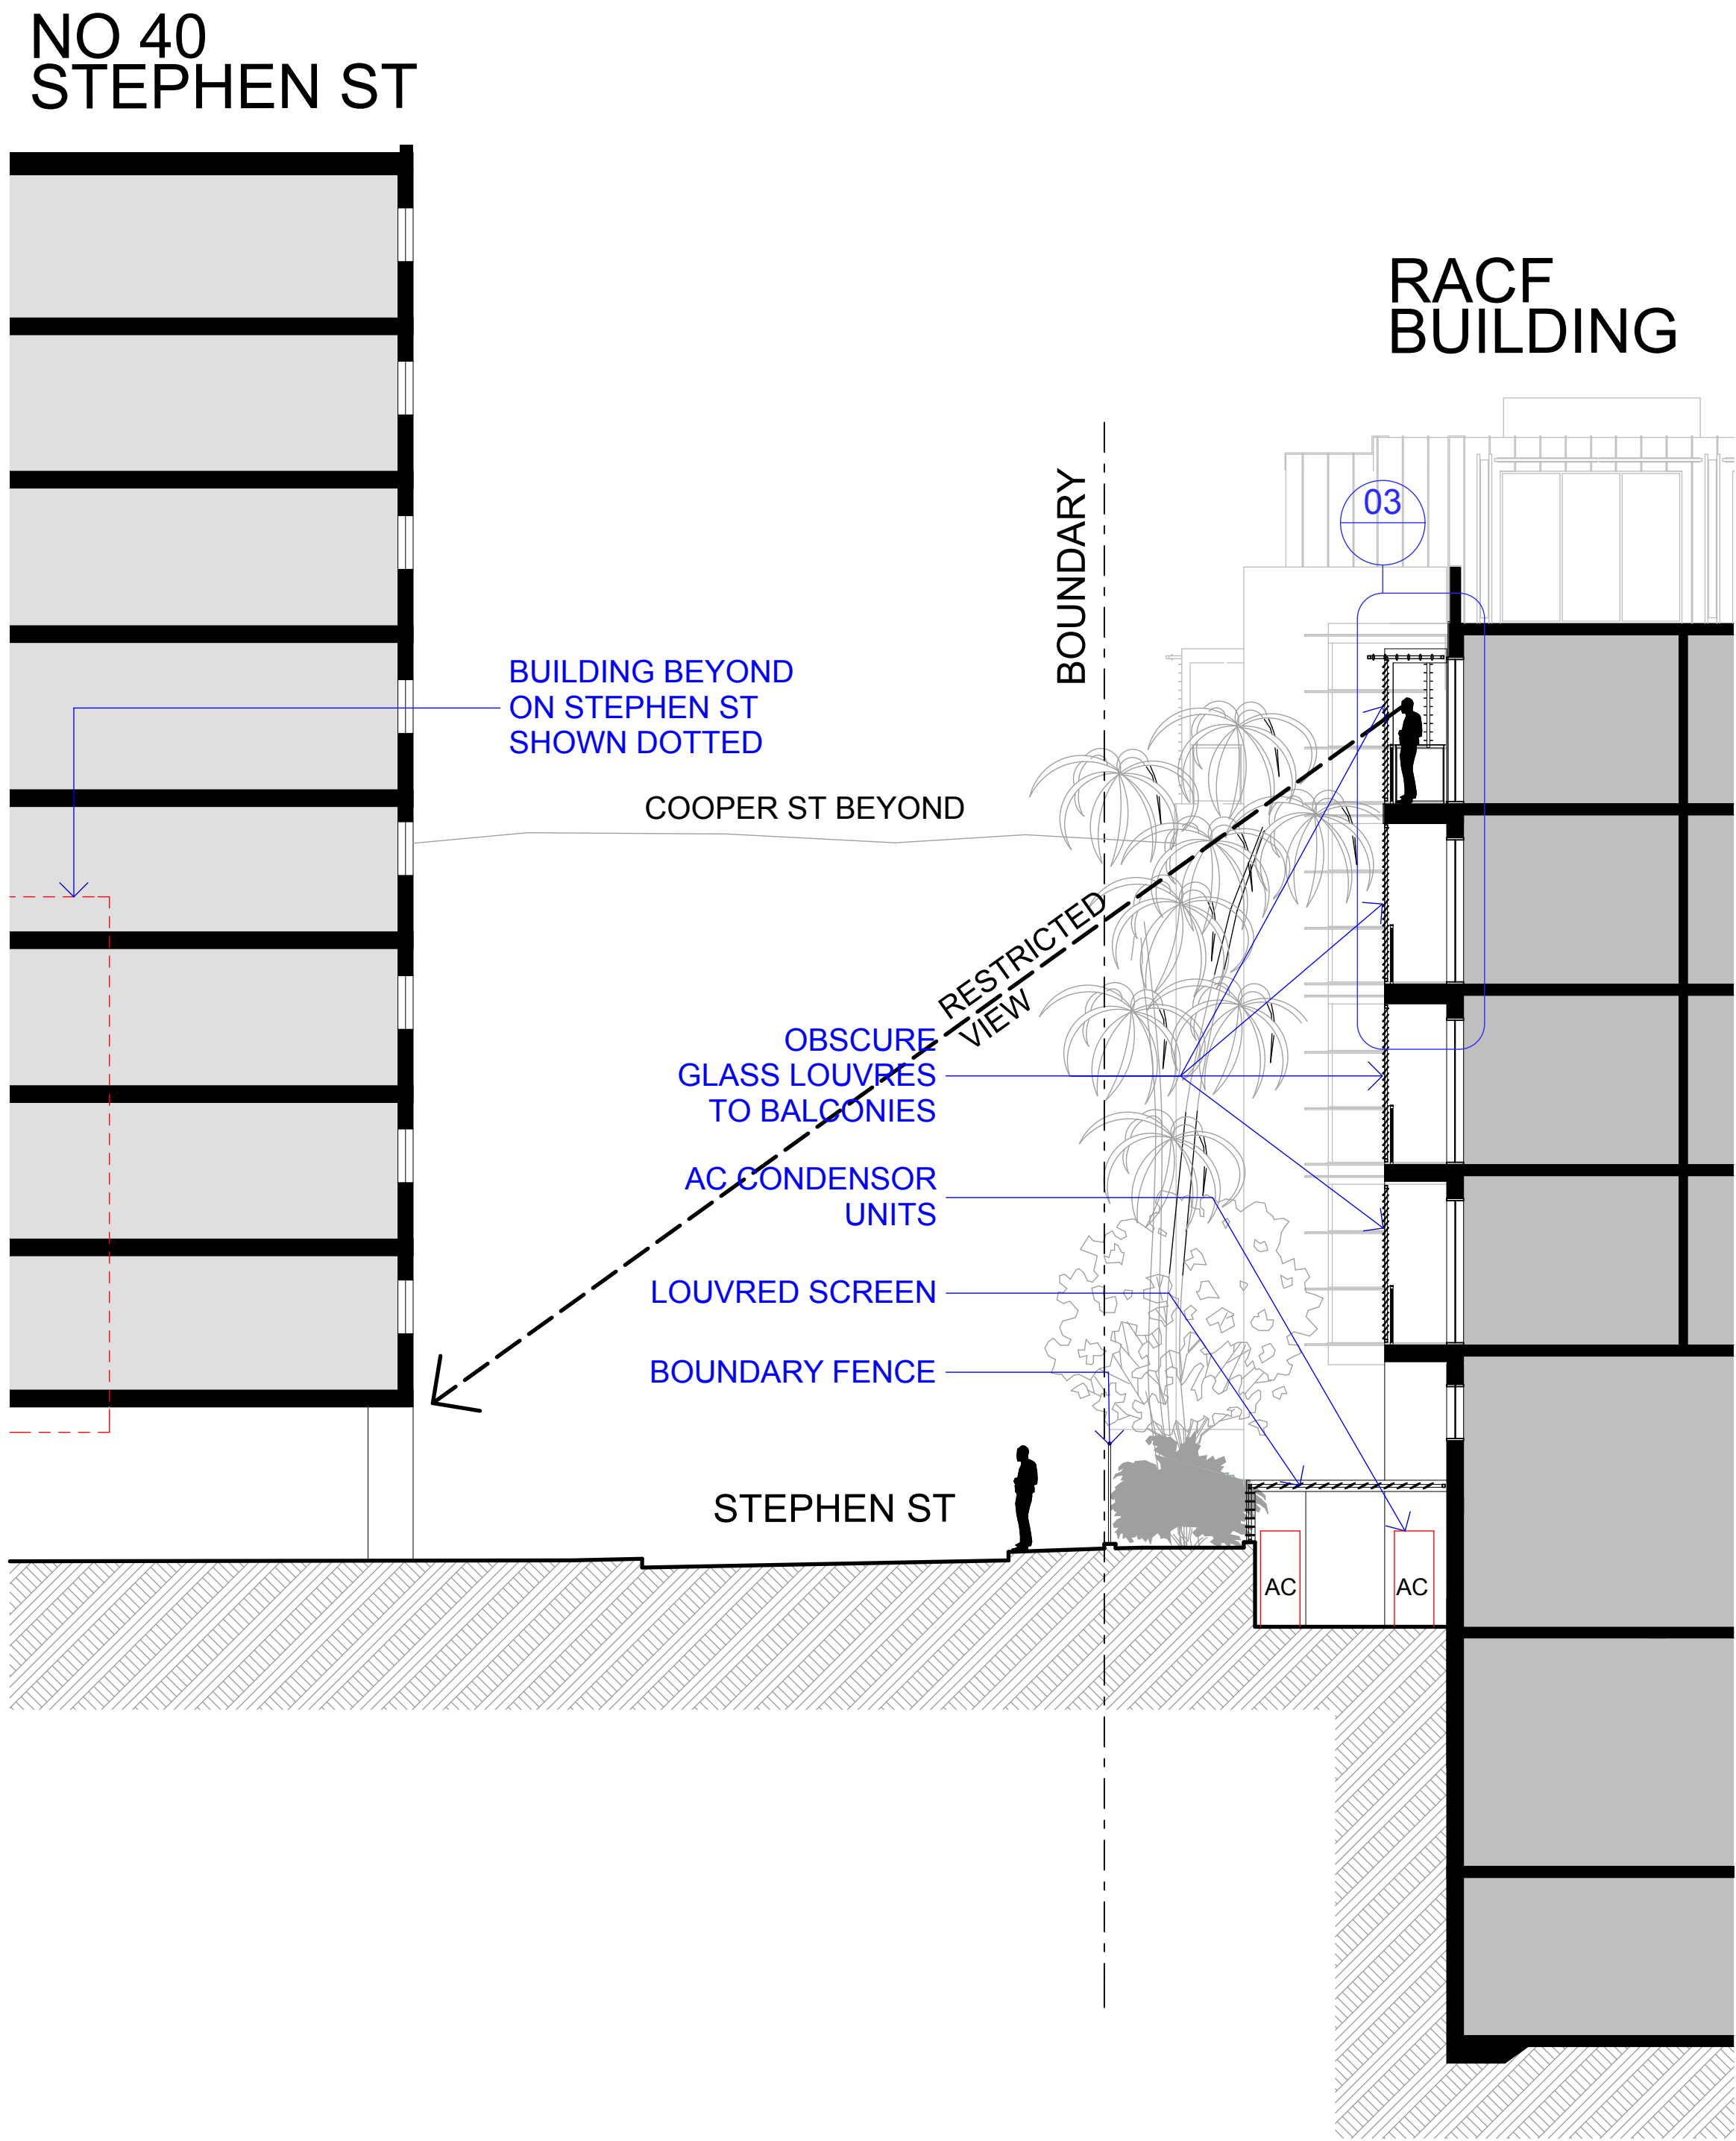 NO 40
STEPHEN ST
RACF
BUILDING
BOUNDARY
03
BUILDING BEYOND
ON STEPHEN ST
SHOWN DOTTED
COOPER ST BEYOND
RESTRICTED
VIEW
OBSCURE
GLASS LOUVRES
TO BALCONIES
AC CONDENSOR
UNITS
LOUVRED SCREEN
BOUNDARY FENCE
STEPHEN ST
AC
AC